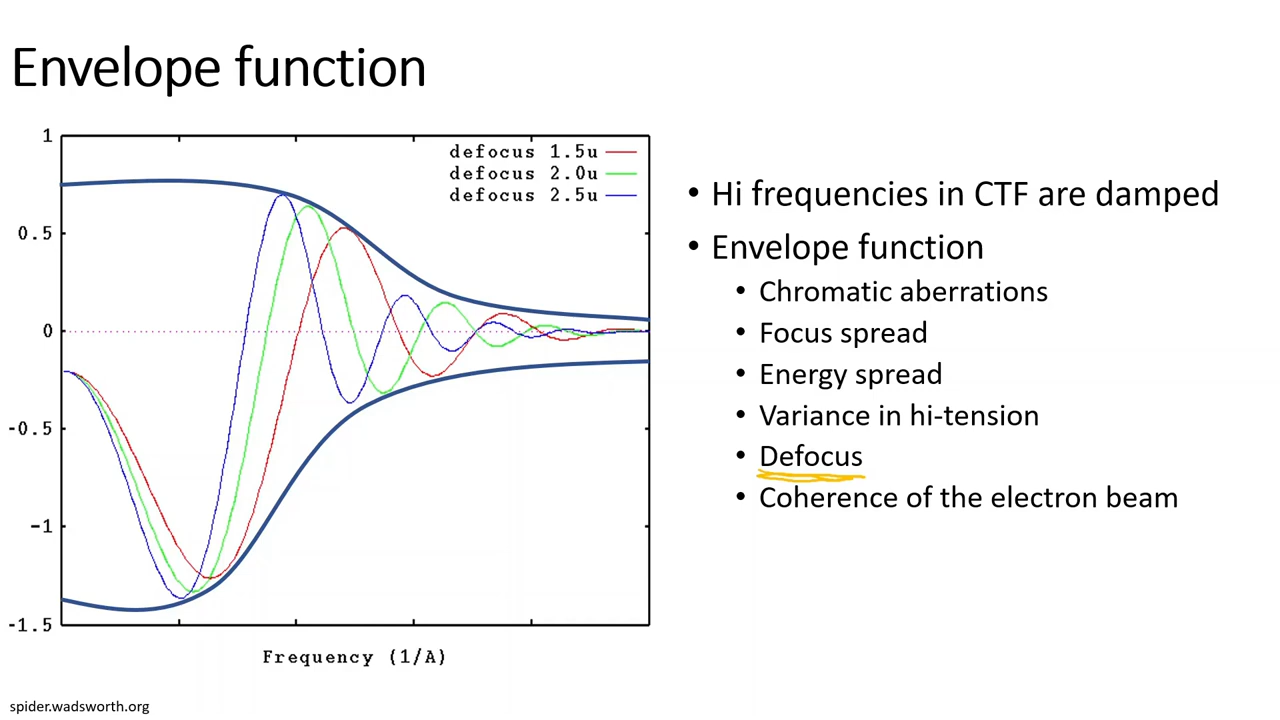 Envelope function
1
0.5
0
-0.5
-1
-1.5
defocus 1.5u
defocus 2.0u
defocus 2.5u
Frequency (1/A)
• Hi frequencies in CTF are damped
• Envelope function
• Chromatic aberrations
• Focus spread
• Energy spread
• Variance in hi-tension
• Defocus
• Coherence of the electron beam
spider.wadsworth.org